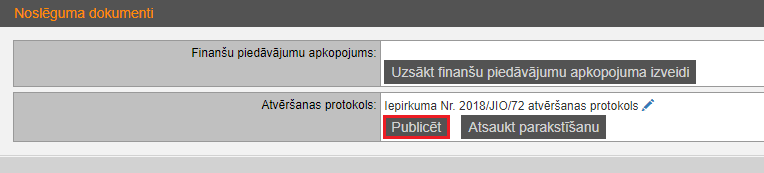 Noslēguma dokumenti
Finanšu piedāvājumu apkopojums:
Uzsākt finanšu piedāvājumu apkopojuma izveidi
Atvēršanas protokols: Iepirkuma Nr. 2018/JIO/72 atvēršanas protokols
Publicēt Atsaukt parakstīšanu